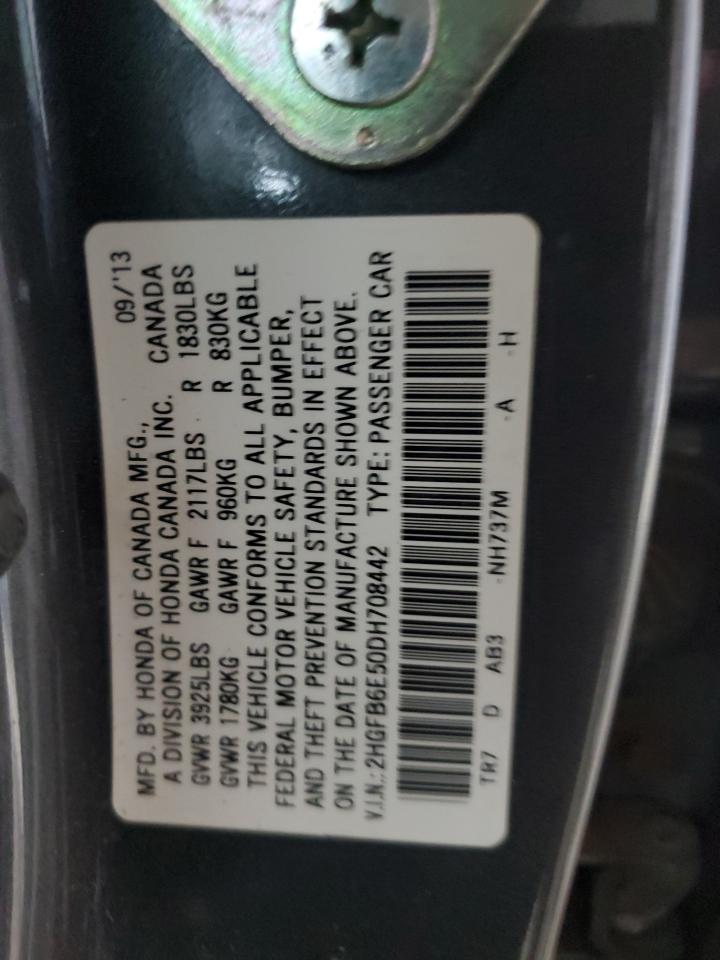 MFD. BY HONDA OF CANADA MFG., 09/'13
A DIVISION OF HONDA CANADA INC. CANADA
GVWR 3925LBS GAWR F 2117LBS R 1830LBS
GVWR 1780KG GAWR F 960KG R 830KG
THIS VEHICLE CONFORMS TO ALL APPLICABLE
FEDERAL MOTOR VEHICLE SAFETY, BUMPER,
AND THEFT PREVENTION STANDARDS IN EFFECT
ON THE DATE OF MANUFACTURE SHOWN ABOVE.
V.I.N.: 2HGFB6E50DH708442 TYPE: PASSENGER CAR
TR7 D AB3 -NH737M -A -H